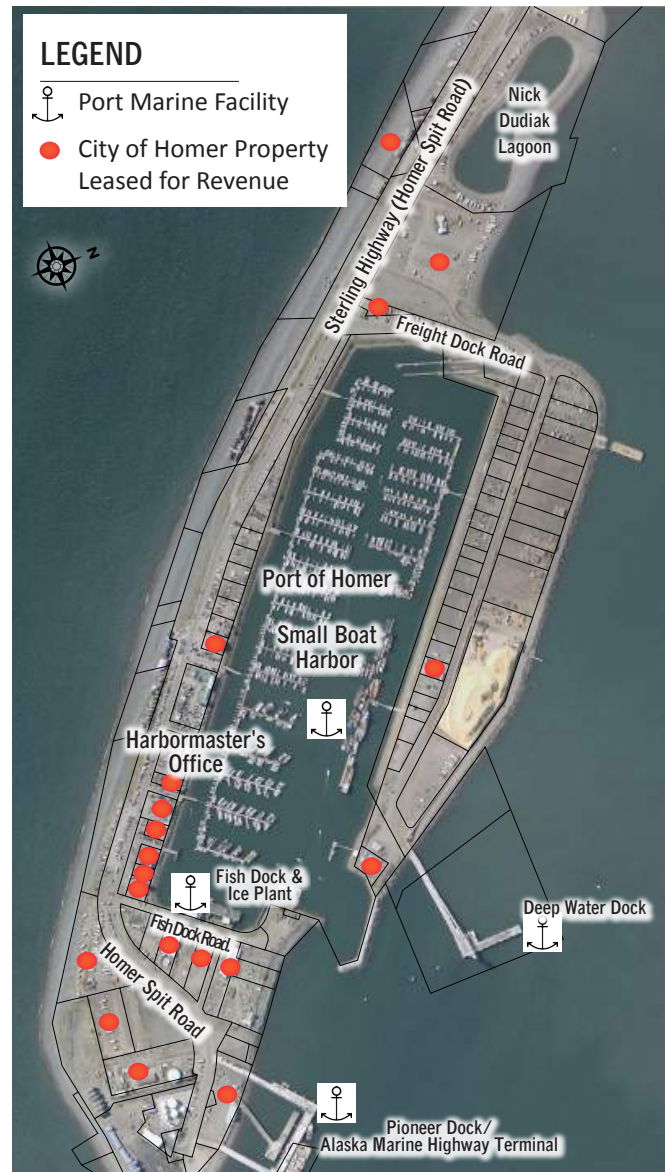 LEGEND
Port Marine Facility
City of Homer Property
Leased for Revenue
N
Nick
Dudiak
Lagoon
Sterling Highway (Homer Spit Road)
Freight Dock Road
Port of Homer
Small Boat
Harbor
Harbormaster's
Office
Fish Dock &
Ice Plant
Fish Dock Road.
Deep Water Dock
Homer Spit Road
Pioneer Dock/
Alaska Marine Highway Terminal